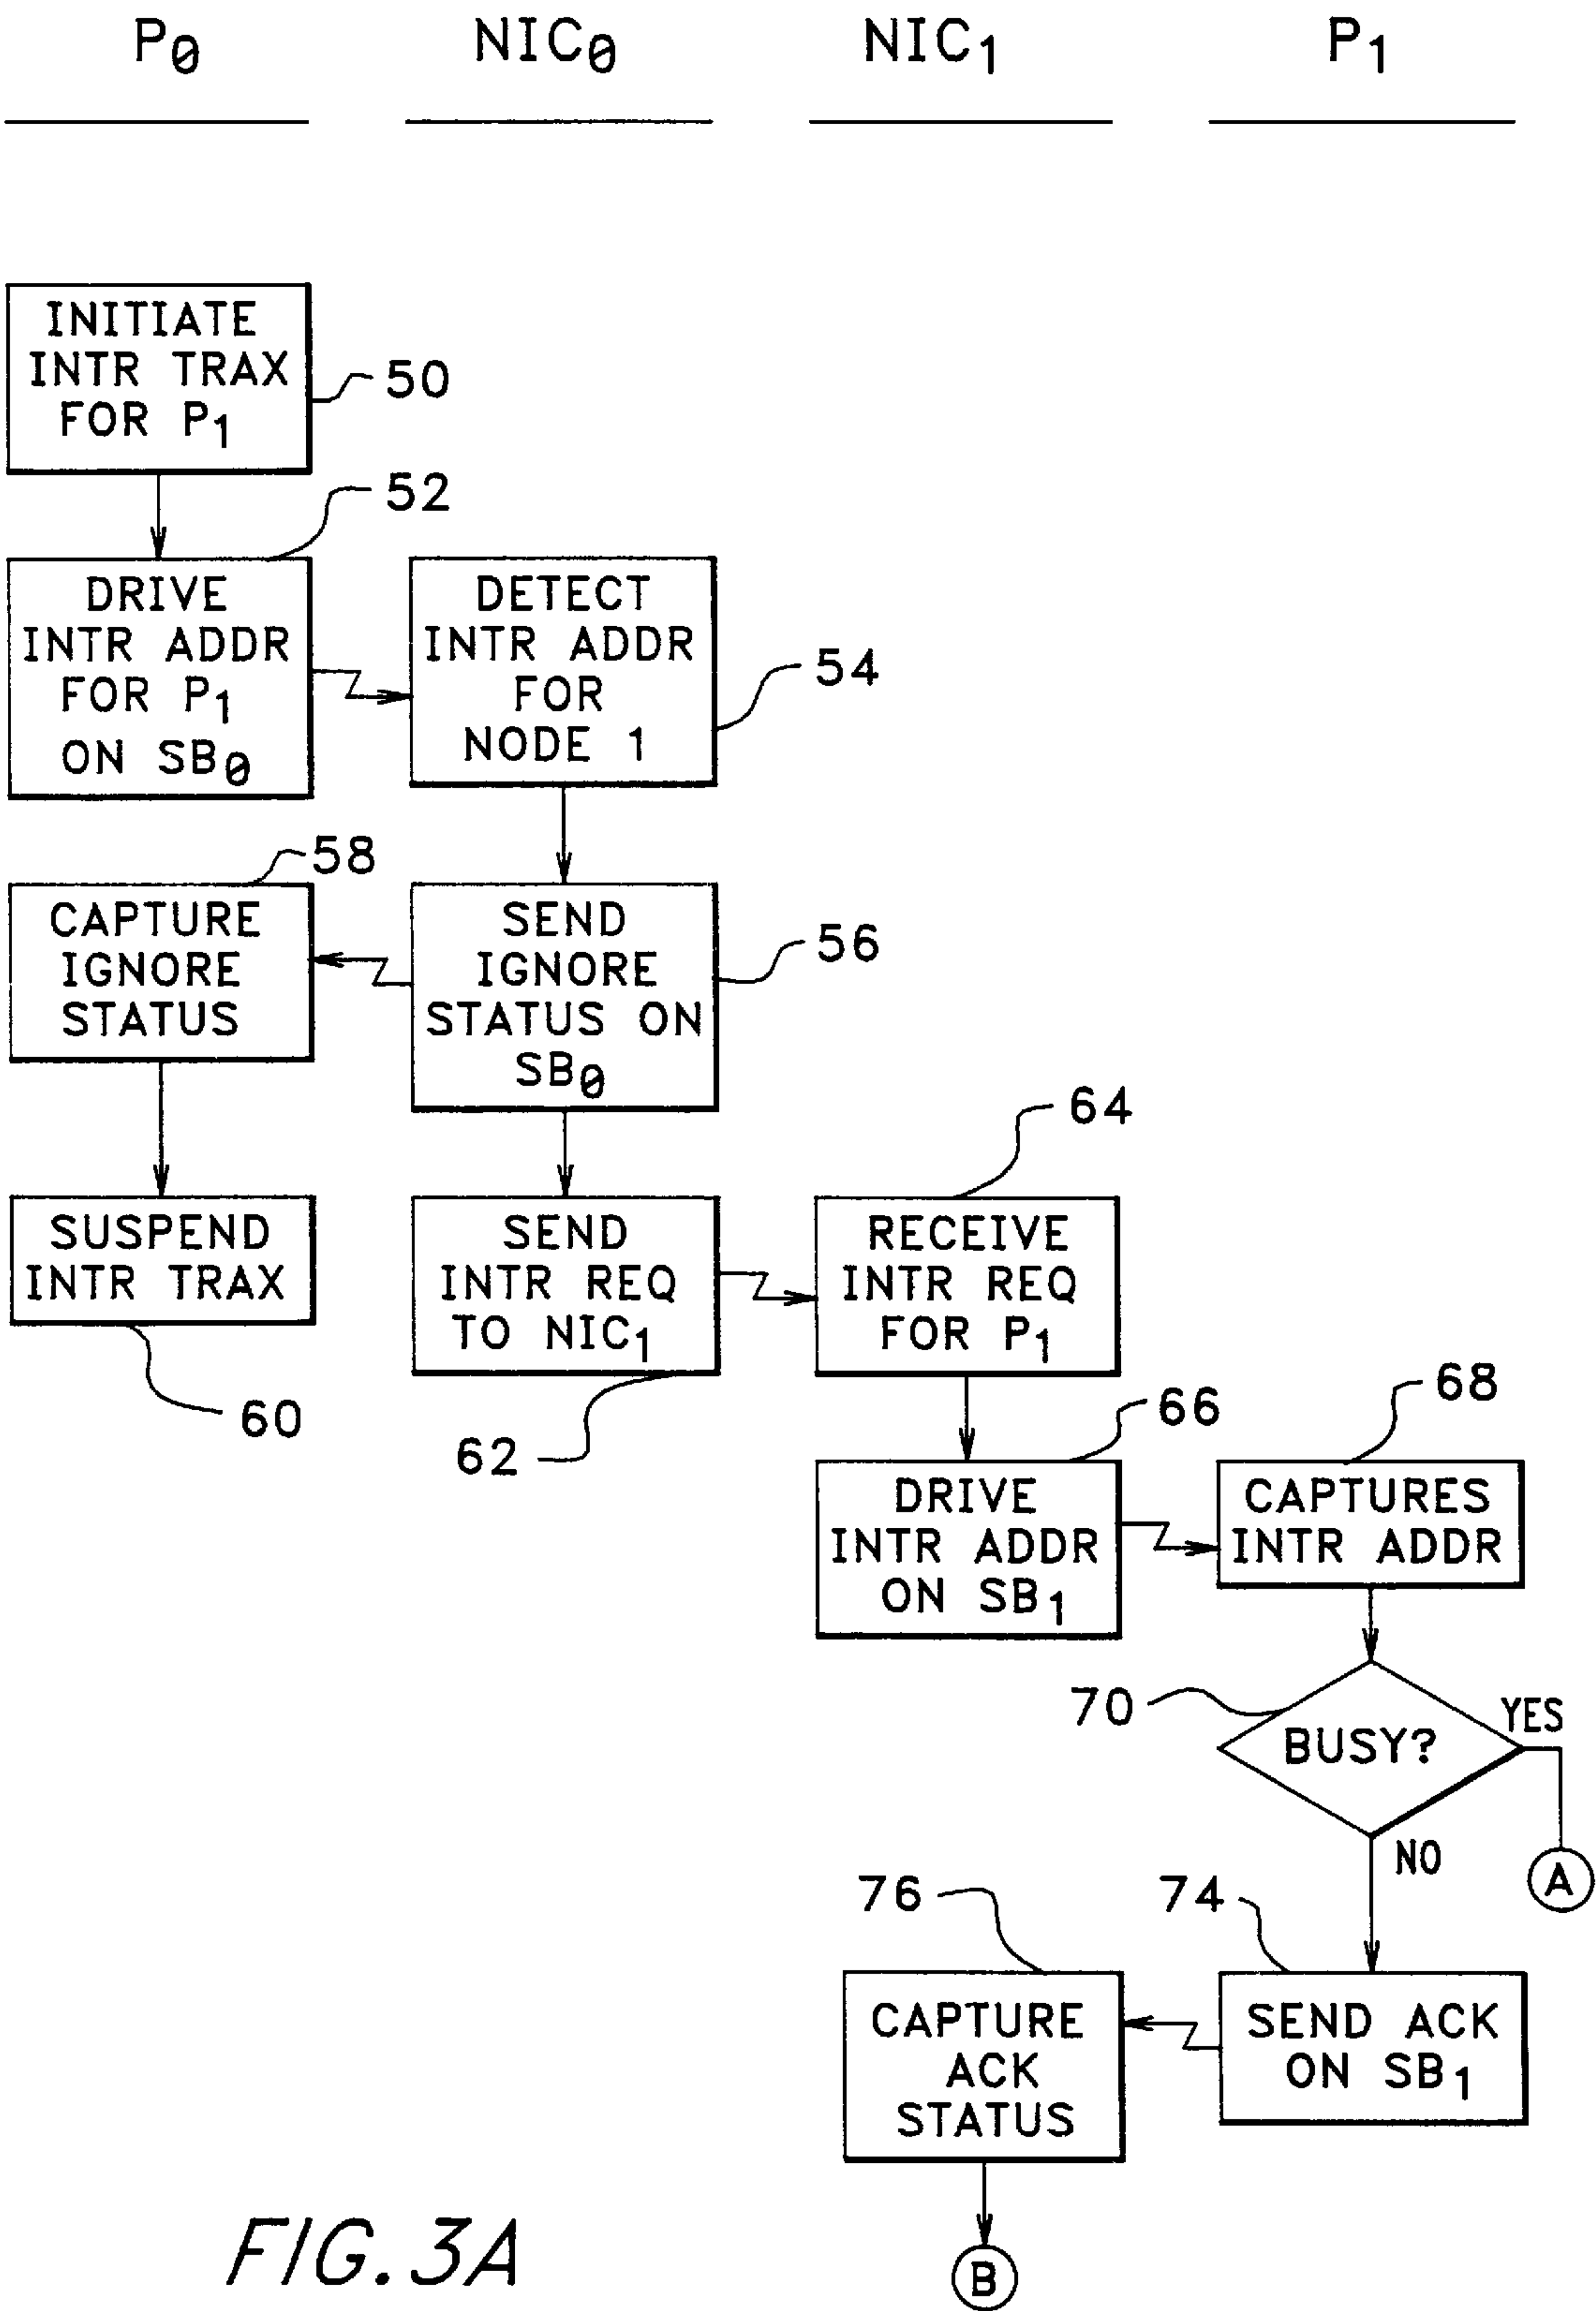 P0 NIC0 NIC1 P1
INITIATE
INTR TRAX
FOR P1
50
52
DRIVE
INTR ADDR
FOR P1
ON SB0
DETECT
INTR ADDR
FOR
NODE 1
54
58
CAPTURE
IGNORE
STATUS
SEND
IGNORE
STATUS ON
SB0
56
SUSPEND
INTR TRAX
60
SEND
INTR REQ
TO NIC1
62
64
RECEIVE
INTR REQ
FOR P1
66
DRIVE
INTR ADDR
ON SB1
68
CAPTURES
INTR ADDR
70
BUSY?
YES
A
NO
74
SEND ACK
ON SB1
76
CAPTURE
ACK
STATUS
B
FIG. 3A